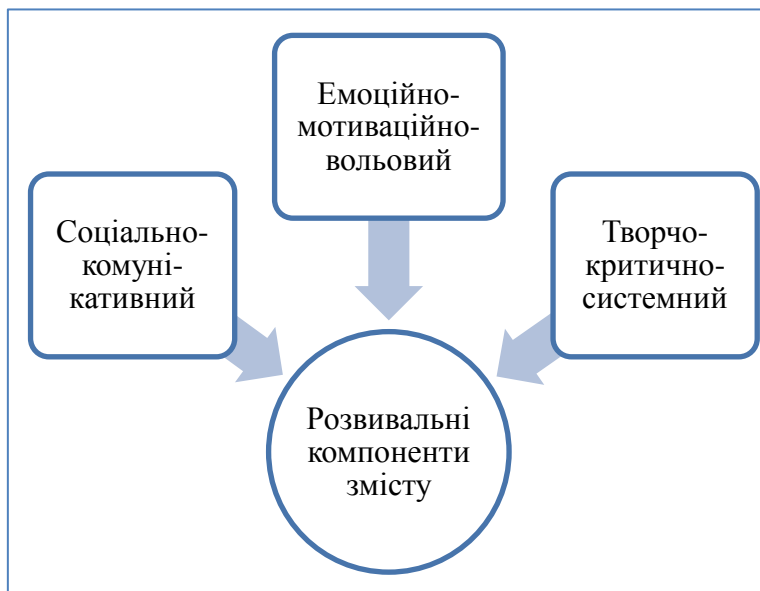 Емоційно-
мотиваційно-
вольовий
Соціально-
комуні-
кативний
Творчо-
критично-
системний
Розвивальні
компоненти
змісту